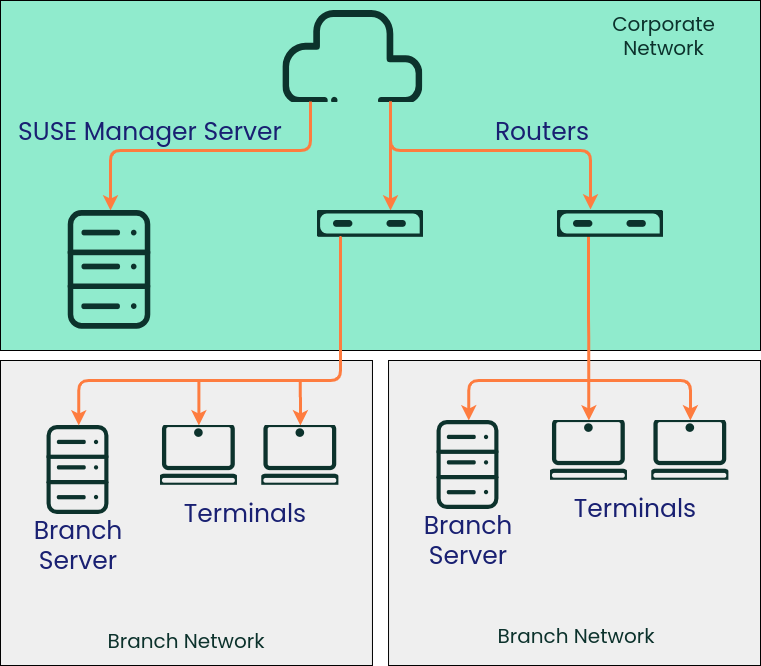 Corporate
Network
SUSE Manager Server
Routers
Terminals
Branch
Server
Branch Network
Terminals
Branch
Server
Branch Network